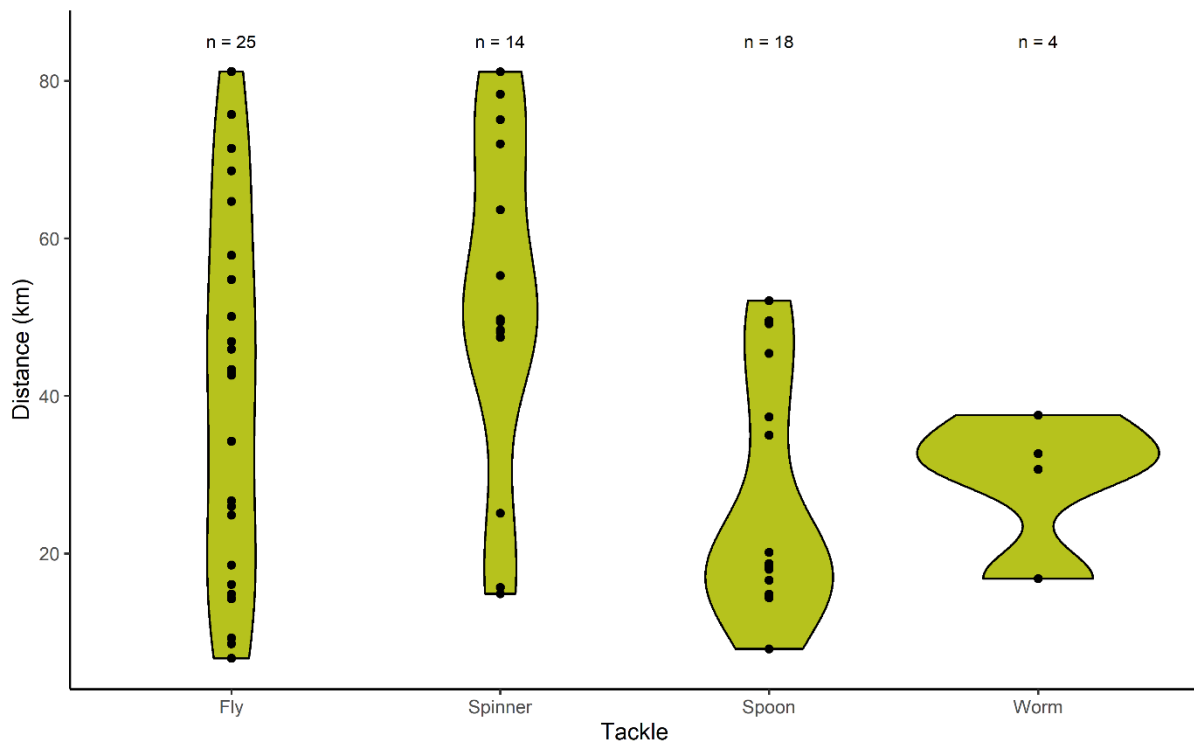 n = 25 n = 14 n = 18 n = 4
80
60
40
20
Distance (km)
Fly Spinner Spoon Worm
Tackle